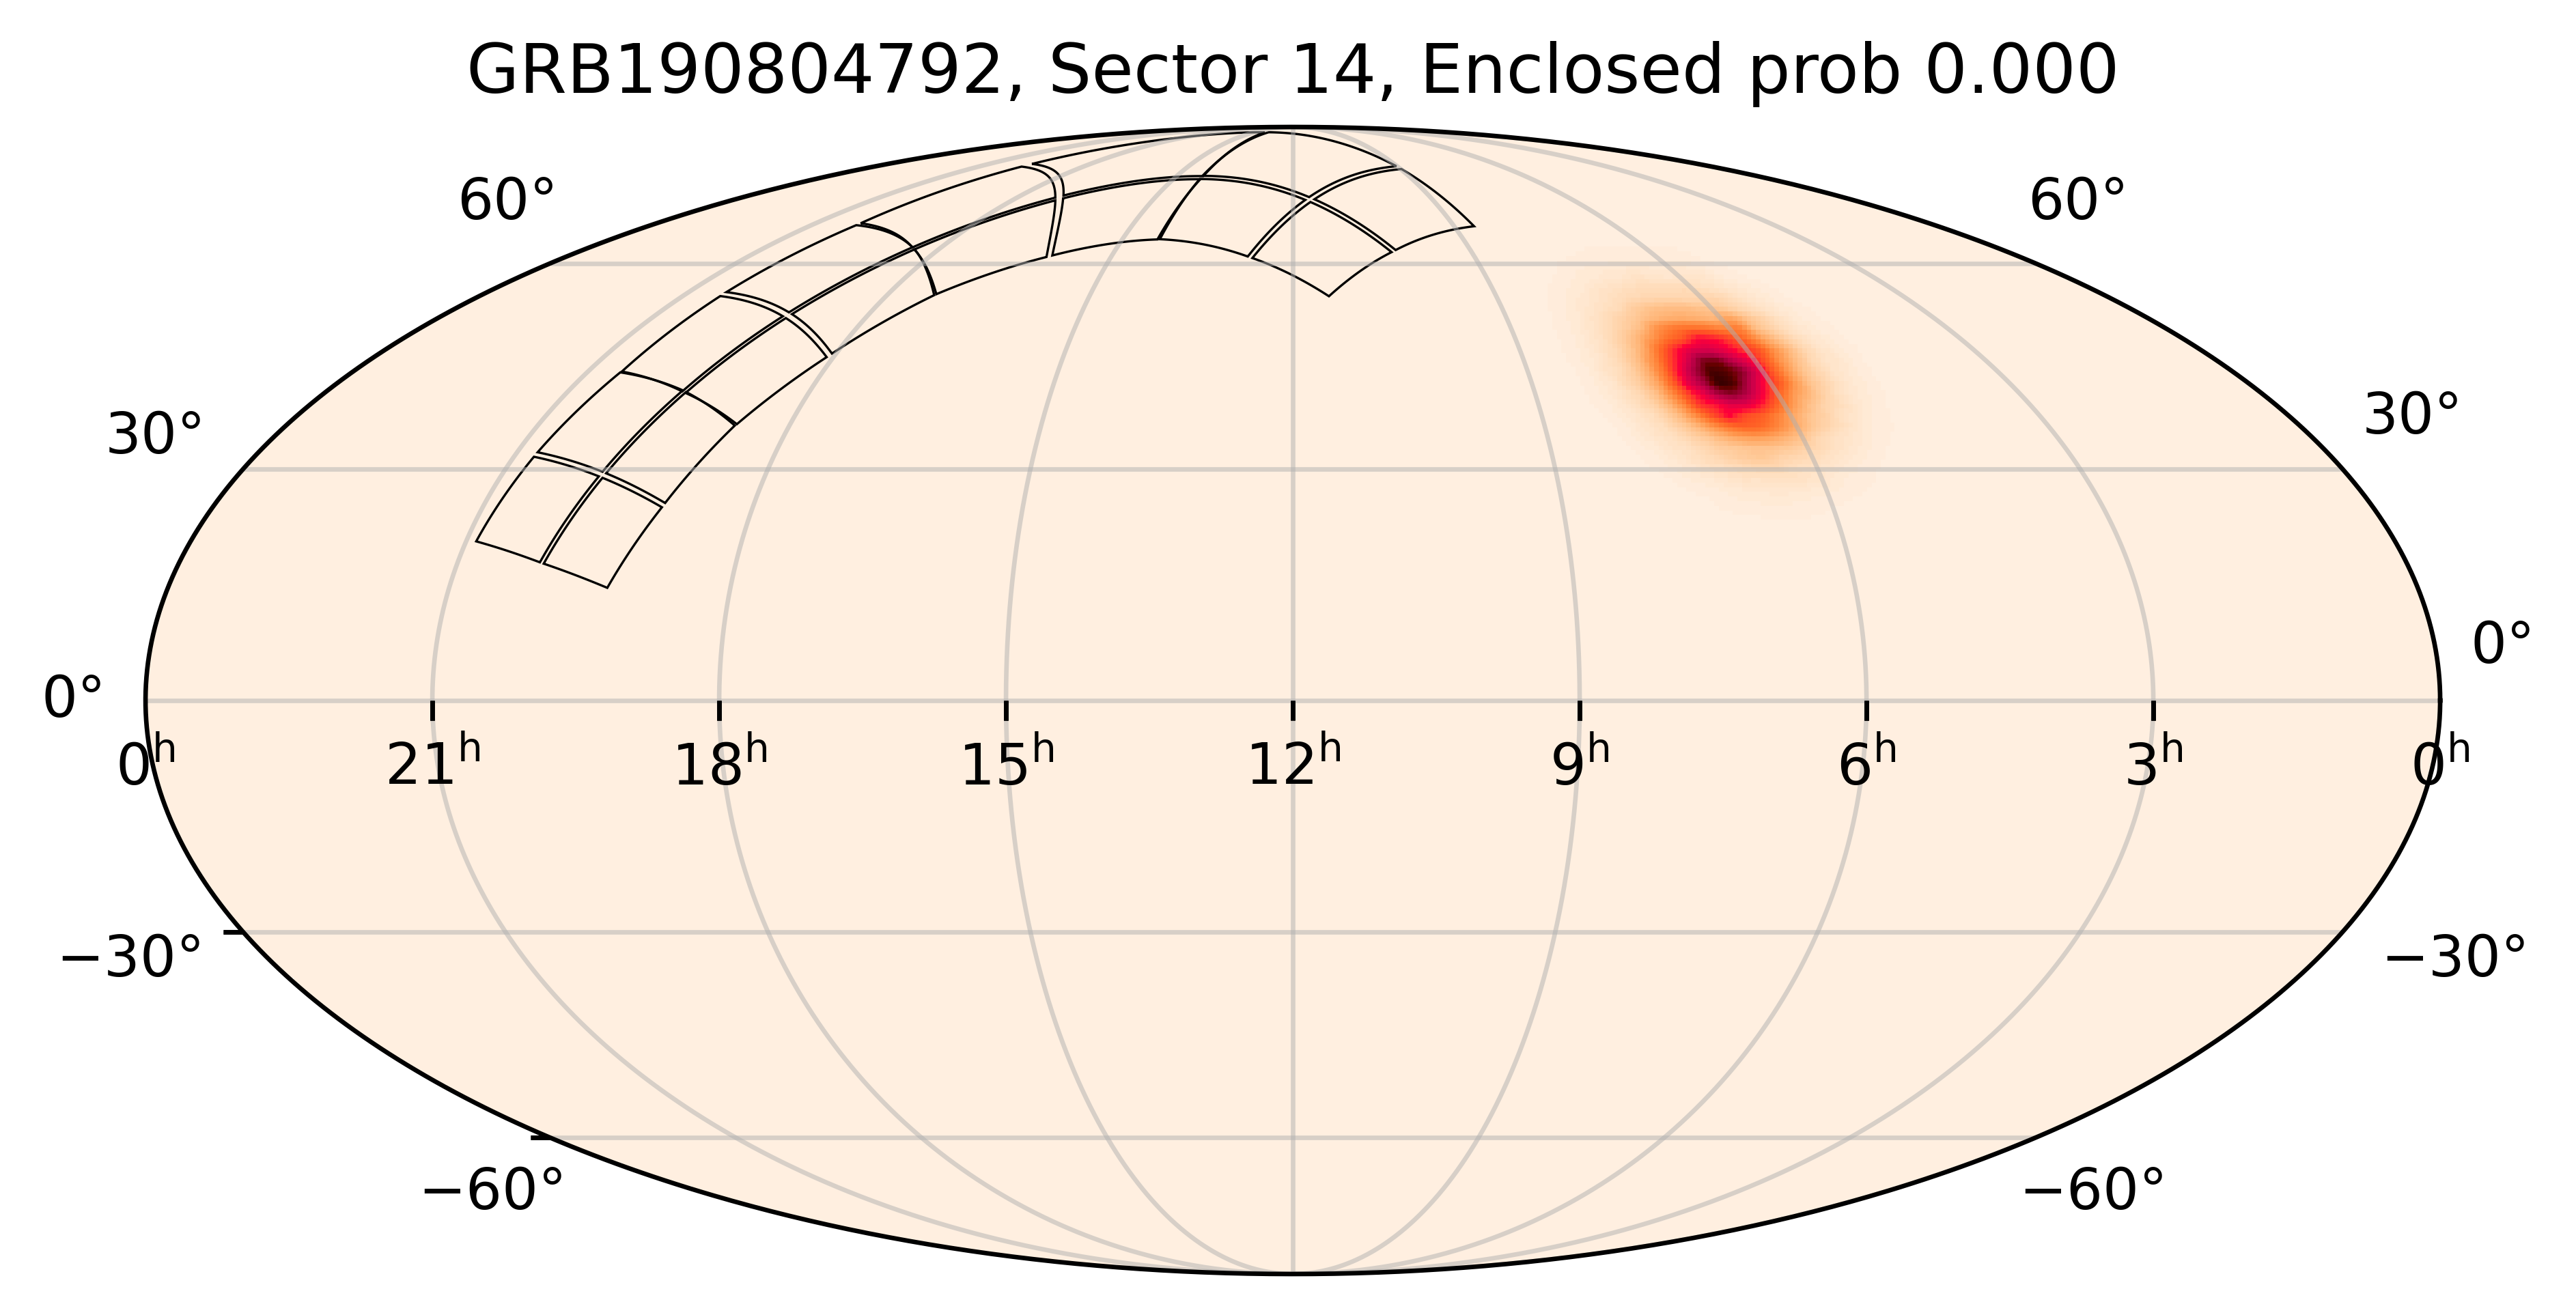 GRB190804792, Sector 14, Enclosed prob 0.000
60° 60°
30° 30°
0° 0°
0h 21h 18h 15h 12h 9h 6h 3h 0h
−30° −30°
−60° −60°